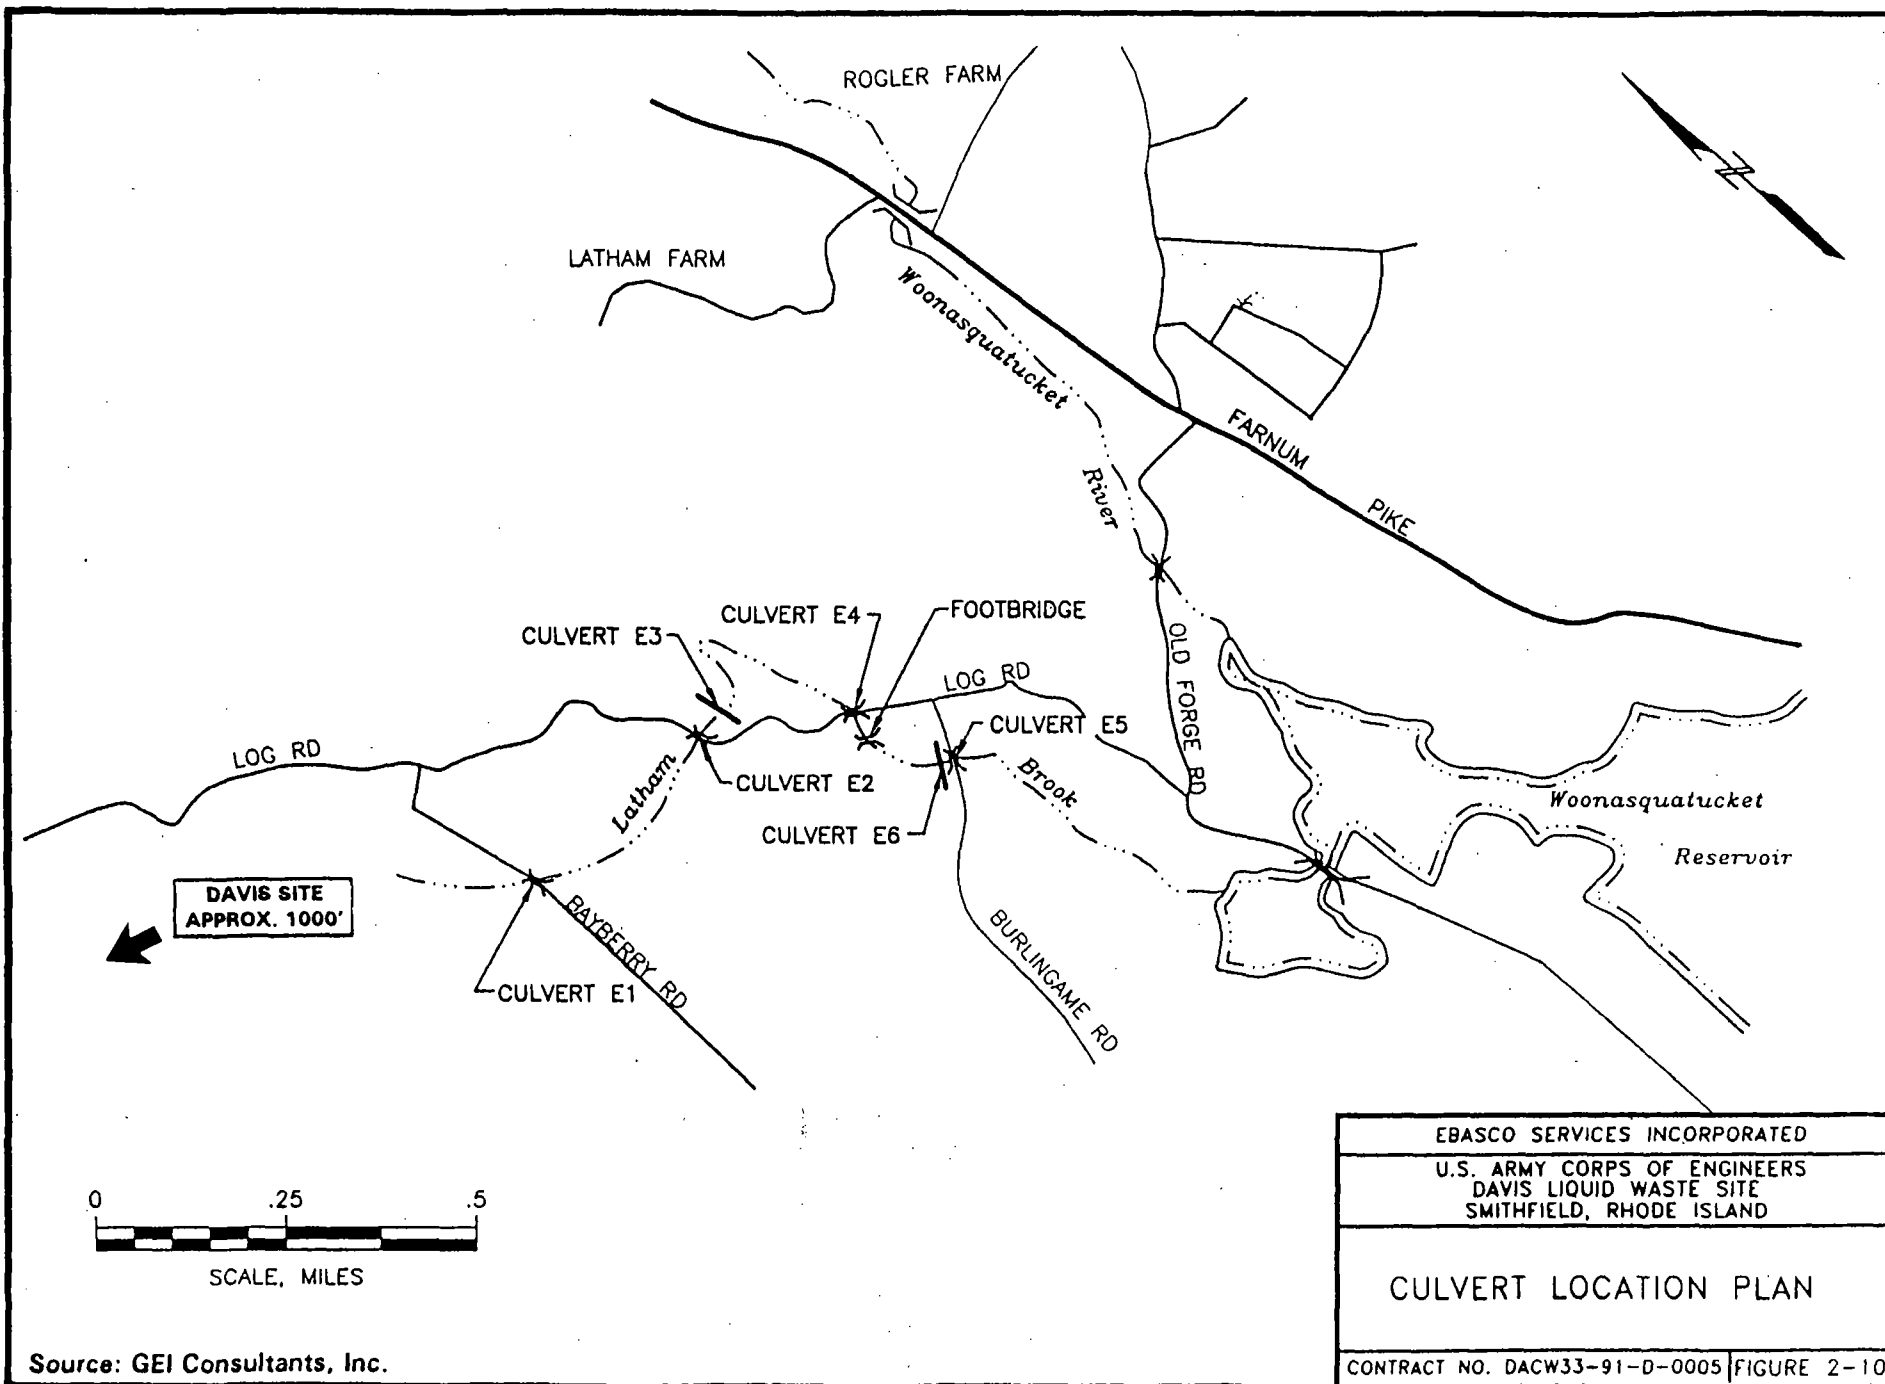 ROGLER FARM
LATHAM FARM
Woonasquatucket
River
FARNUM
PIKE
CULVERT E4
FOOTBRIDGE
CULVERT E3
OLD FORGE RD
LOG RD
CULVERT E5
LOG RD
Latham
CULVERT E2
Brook
CULVERT E6
Woonasquatucket
Reservoir
DAVIS SITE
APPROX. 1000'
BAYBERRY RD
BURLINGAME RD
CULVERT E1
N
0 .25 .5
SCALE, MILES
EBASCO SERVICES INCORPORATED
U.S. ARMY CORPS OF ENGINEERS
DAVIS LIQUID WASTE SITE
SMITHFIELD, RHODE ISLAND
CULVERT LOCATION PLAN
CONTRACT NO. DACW33-91-D-0005 FIGURE 2-10
Source: GEI Consultants, Inc.